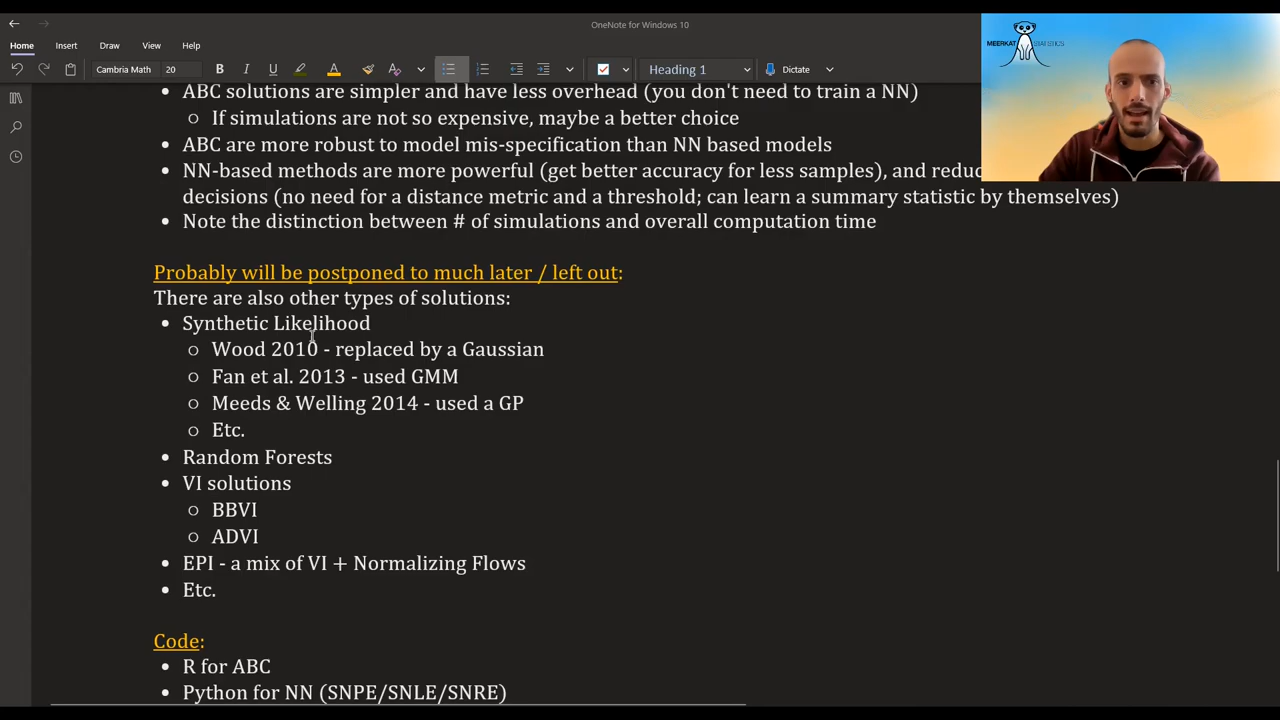 OneNote for Windows 10
Home Insert Draw View Help
Cambria Math 20 B I U A Heading 1 Dictate
MEERKAT STATISTICS
ABC solutions are simpler and have less overhead (you don't need to train a NN)
If simulations are not so expensive, maybe a better choice
ABC are more robust to model mis-specification than NN based models
NN-based methods are more powerful (get better accuracy for less samples), and
decisions (no need for a distance metric and a threshold; can learn a summary statistic by themselves)
Note the distinction between # of simulations and overall computation time
Probably will be postponed to much later / left out:
There are also other types of solutions:
Synthetic Likelihood
Wood 2010 - replaced by a Gaussian
Fan et al. 2013 - used GMM
Meeds & Welling 2014 - used a GP
Etc.
Random Forests
VI solutions
BBVI
ADVI
EPI - a mix of VI + Normalizing Flows
Etc.
Code:
R for ABC
Python for NN (SNPE/SNLE/SNRE)